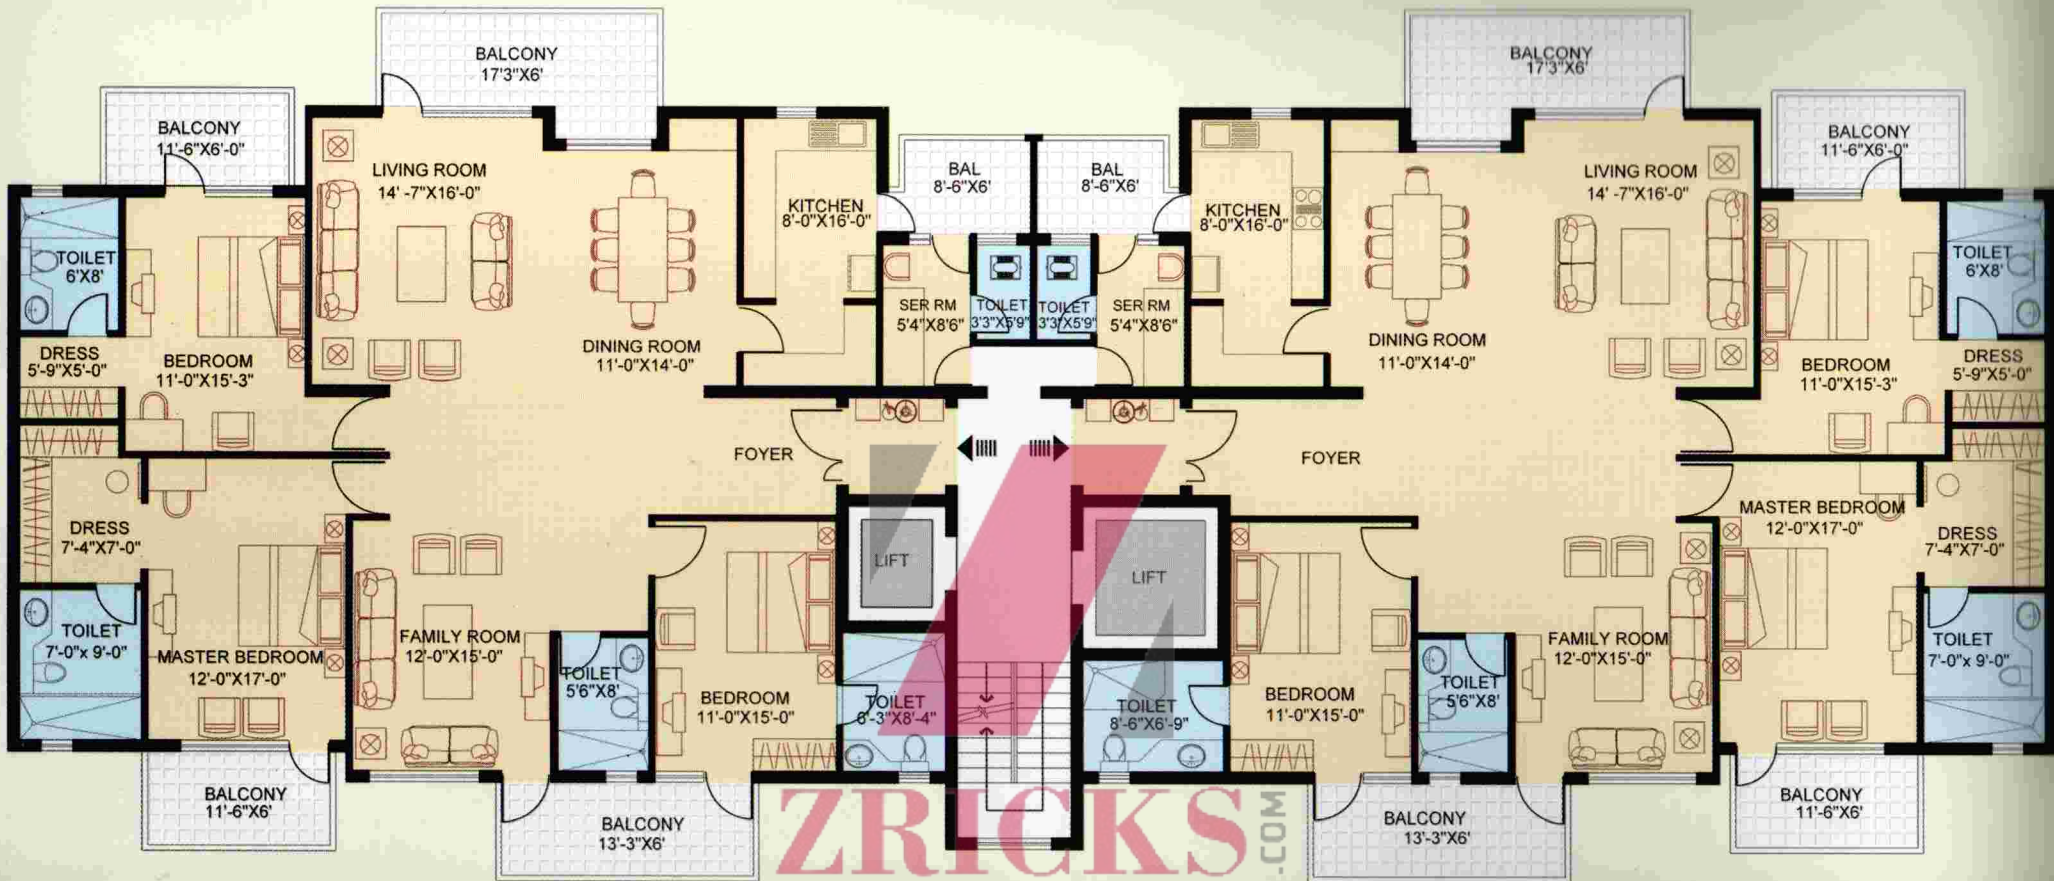 BALCONY
17'3"X6'
BALCONY
11'-6"X6'-0"
LIVING ROOM
14' -7"X16'-0"
KITCHEN
8'-0"X16'-0"
BAL
8'-6"X6'
TOILET
6'X8'
SER RM
5'4"X8'6"
TOILET
3'3"X5'9"
DINING ROOM
11'-0"X14'-0"
DRESS
5'-9"X5'-0"
BEDROOM
11'-0"X15'-3"
FOYER
DRESS
7'-4"X7'-0"
LIFT
TOILET
7'-0"x 9'-0"
MASTER BEDROOM
12'-0"X17'-0"
FAMILY ROOM
12'-0"X15'-0"
TOILET
5'6"X8'
BEDROOM
11'-0"X15'-0"
TOILET
6'-3"X8'-4"
BALCONY
11'-6"X6'
BALCONY
13'-3"X6'
BALCONY
17'3"X6'
BALCONY
11'-6"X6'-0"
BAL
8'-6"X6'
KITCHEN
8'-0"X16'-0"
LIVING ROOM
14' -7"X16'-0"
TOILET
6'X8'
TOILET
3'3"X5'9"
SER RM
5'4"X8'6"
DINING ROOM
11'-0"X14'-0"
BEDROOM
11'-0"X15'-3"
DRESS
5'-9"X5'-0"
FOYER
MASTER BEDROOM
12'-0"X17'-0"
DRESS
7'-4"X7'-0"
LIFT
FAMILY ROOM
12'-0"X15'-0"
TOILET
7'-0"x 9'-0"
TOILET
8'-6"X6'-9"
BEDROOM
11'-0"X15'-0"
TOILET
5'6"X8'
BALCONY
13'-3"X6'
BALCONY
11'-6"X6'
ZRICKS
.COM